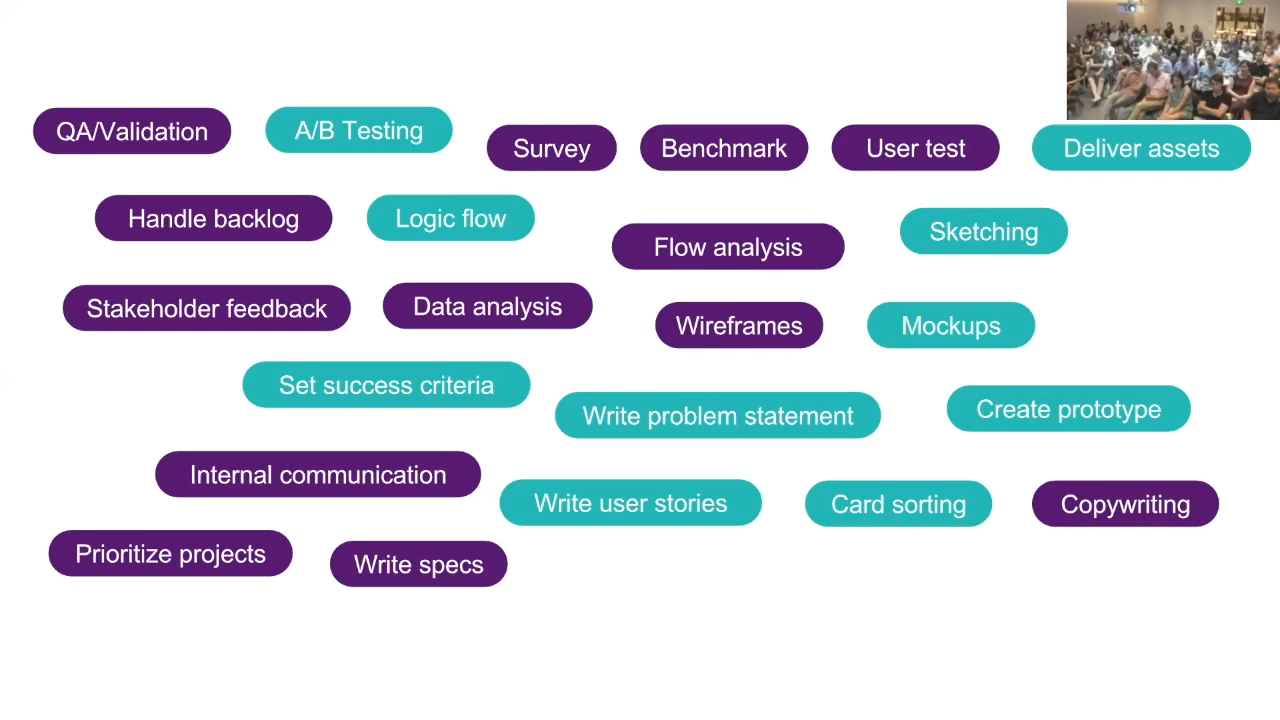 QA/Validation
A/B Testing
Survey
Benchmark
User test
Deliver assets
Handle backlog
Logic flow
Flow analysis
Sketching
Stakeholder feedback
Data analysis
Wireframes
Mockups
Set success criteria
Write problem statement
Create prototype
Internal communication
Write user stories
Card sorting
Copywriting
Prioritize projects
Write specs